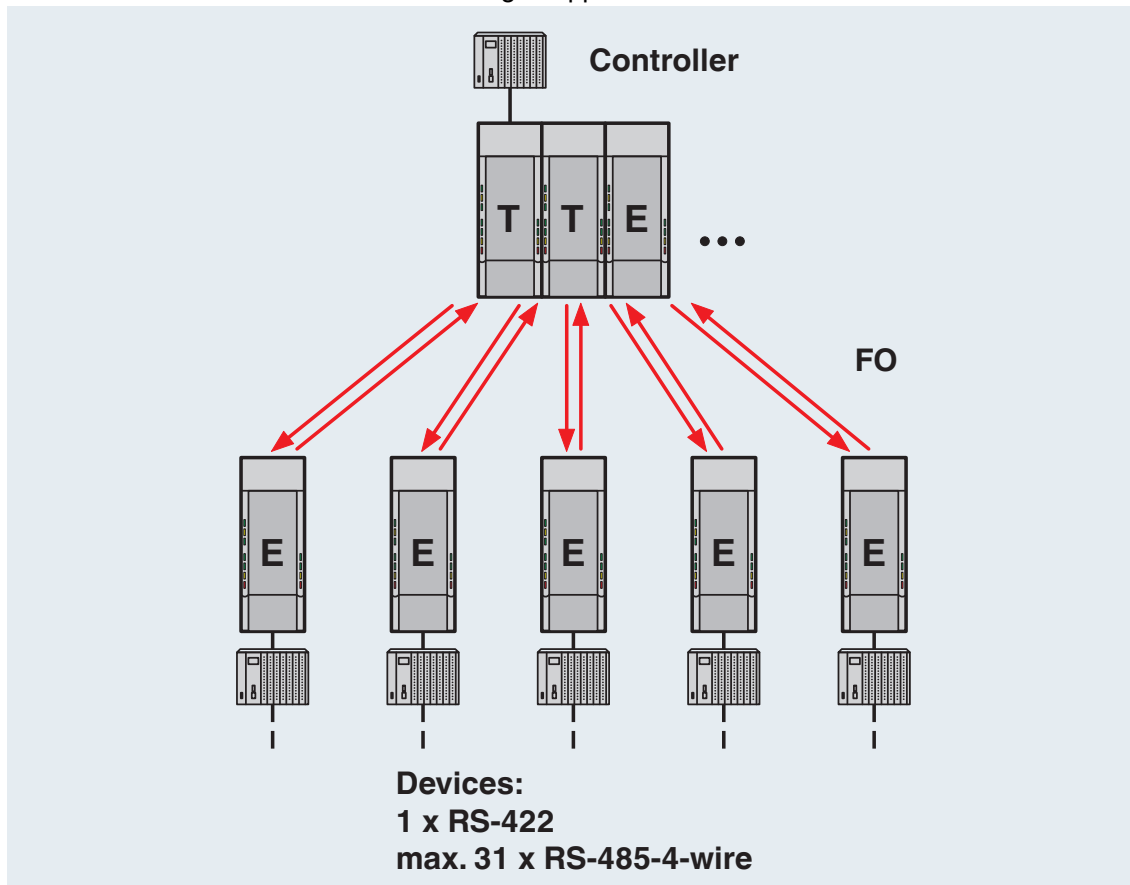 Controller
T T E ...
FO
E E E E E
Devices:
1 x RS-422
max. 31 x RS-485-4-wire